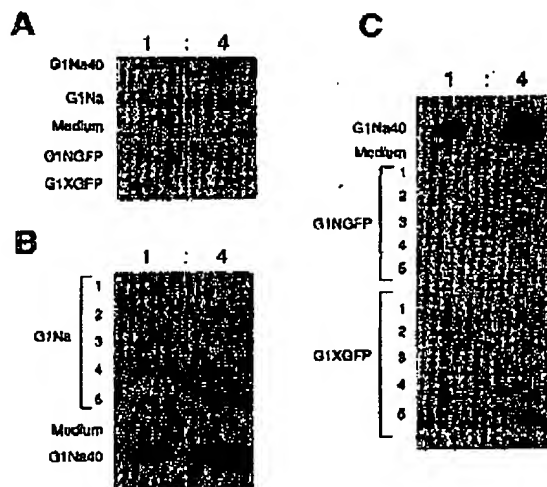 A
1 : 4
G1Na40
G1Na
Medium
G1NGFP
G1XGFP
B
1 : 4
G1Na
1
2
3
4
5
Medium
G1Na40
C
1 : 4
G1Na40
Medium
G1NGFP
1
2
3
4
5
G1XGFP
1
2
3
4
5